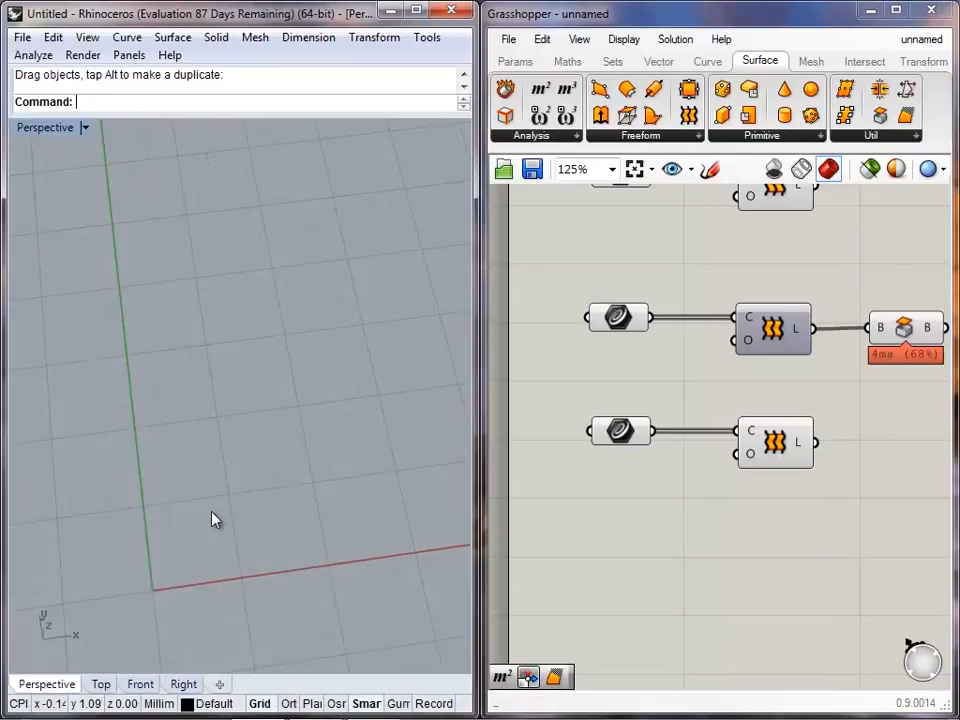 Untitled - Rhinoceros (Evaluation 87 Days Remaining) (64-bit) - [Per...
File Edit View Curve Surface Solid Mesh Dimension Transform Tools
Analyze Render Panels Help
Drag objects, tap Alt to make a duplicate:
Command:
Perspective
y
z
x
Perspective Top Front Right
CPl x -0.14 y 1.09 z 0.00 Millim Default Grid Ort Plai Osr Smar Gum Record
Grasshopper - unnamed
File Edit View Display Solution Help unnamed
Params Maths Sets Vector Curve Surface Mesh Intersect Transform
m² m³
Analysis Freeform Primitive Util
125%
L
O
C
L
O
B B
4ms (68%)
C
L
O
m²
0.9.0014